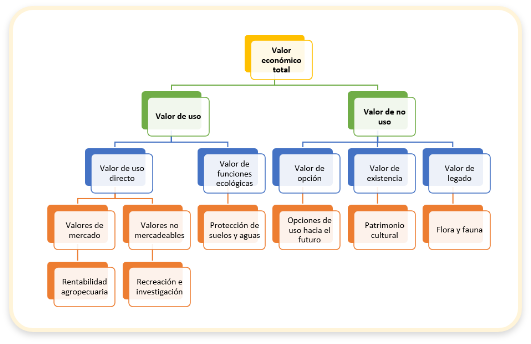 Valor
económico
total
Valor de uso
Valor de no
uso
Valor de uso
directo
Valor de
funciones
ecológicas
Valor de
opción
Valor de
existencia
Valor de
legado
Valores de
mercado
Valores no
mercadeables
Protección de
suelos y aguas
Opciones de
uso hacia el
futuro
Patrimonio
cultural
Flora y fauna
Rentabilidad
agropecuaria
Recreación e
investigación